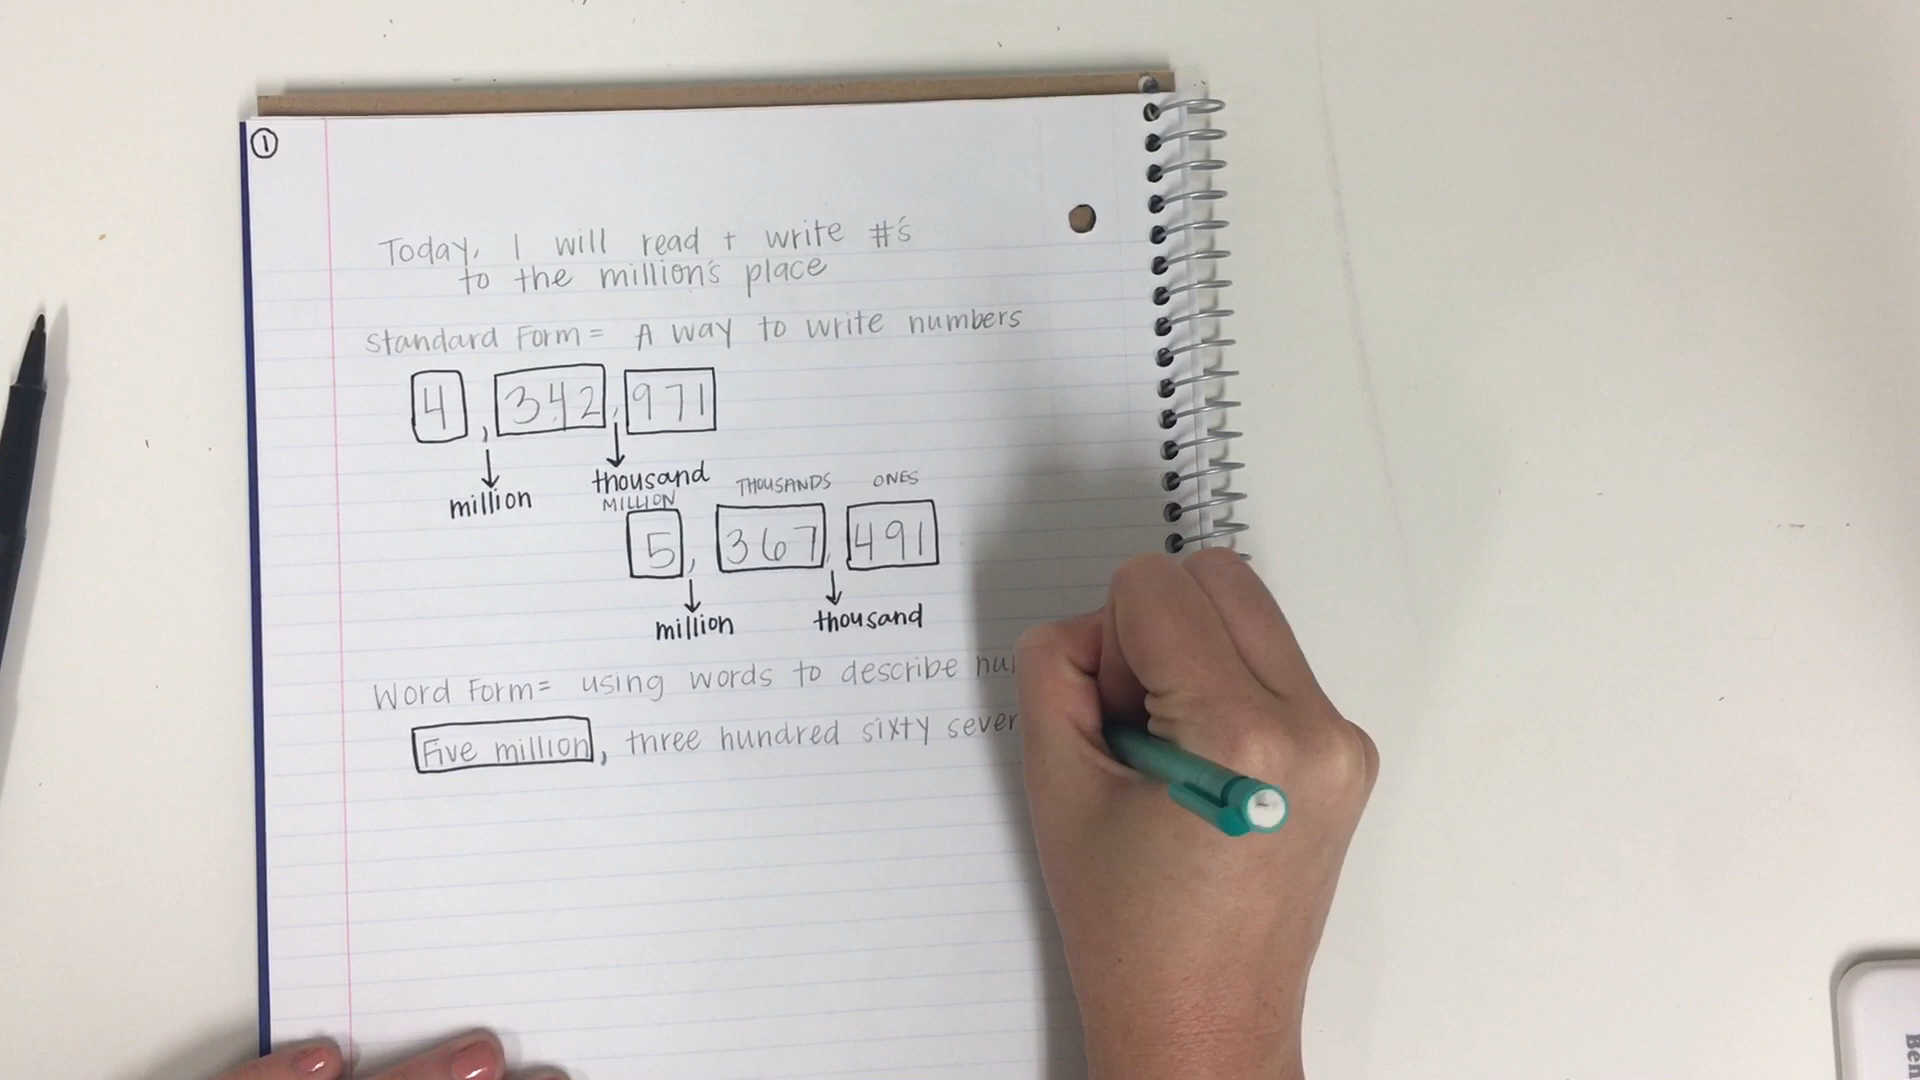 ①
Today, I will read + write #'s
to the million's place
Standard Form = A way to write numbers
4 , 342 , 971
million thousand
MILLION THOUSANDS ONES
5 , 367 , 491
million thousand
Word Form = using words to describe
Five million, three hundred sixty